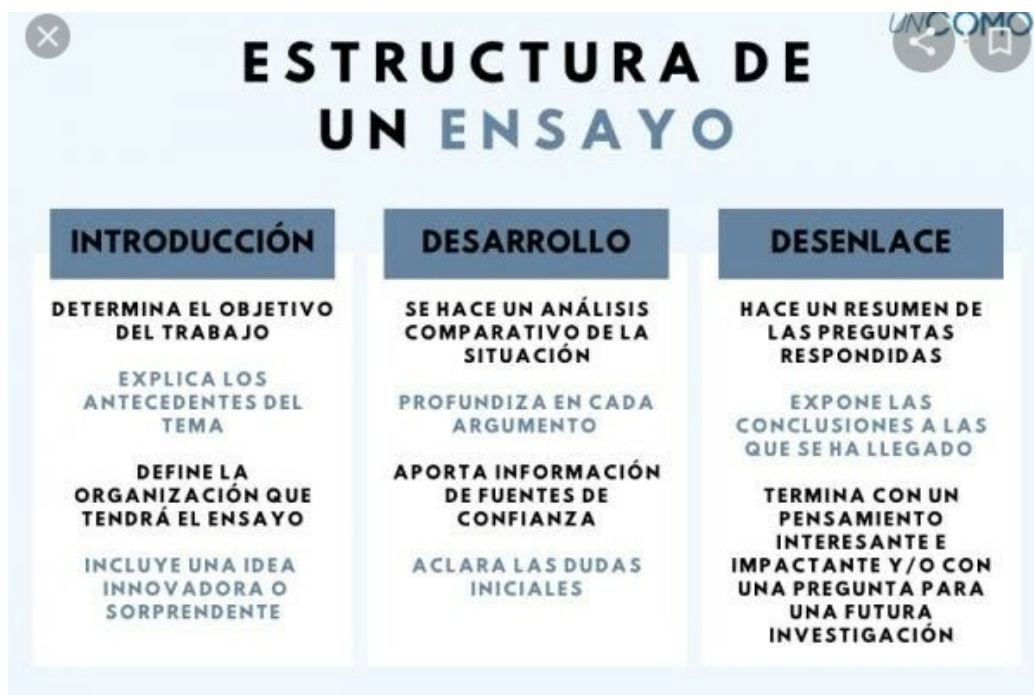 UNCOMO
ESTRUCTURA DE
UN ENSAYO
INTRODUCCIÓN
DETERMINA EL OBJETIVO
DEL TRABAJO
EXPLICA LOS
ANTECEDENTES DEL
TEMA
DEFINE LA
ORGANIZACIÓN QUE
TENDRÁ EL ENSAYO
INCLUYE UNA IDEA
INNOVADORA O
SORPRENDENTE
DESARROLLO
SE HACE UN ANÁLISIS
COMPARATIVO DE LA
SITUACIÓN
PROFUNDIZA EN CADA
ARGUMENTO
APORTA INFORMACIÓN
DE FUENTES DE
CONFIANZA
ACLARA LAS DUDAS
INICIALES
DESENLACE
HACE UN RESUMEN DE
LAS PREGUNTAS
RESPONDIDAS
EXPONE LAS
CONCLUSIONES A LAS
QUE SE HA LLEGADO
TERMINA CON UN
PENSAMIENTO
INTERESANTE E
IMPACTANTE Y/O CON
UNA PREGUNTA PARA
UNA FUTURA
INVESTIGACIÓN